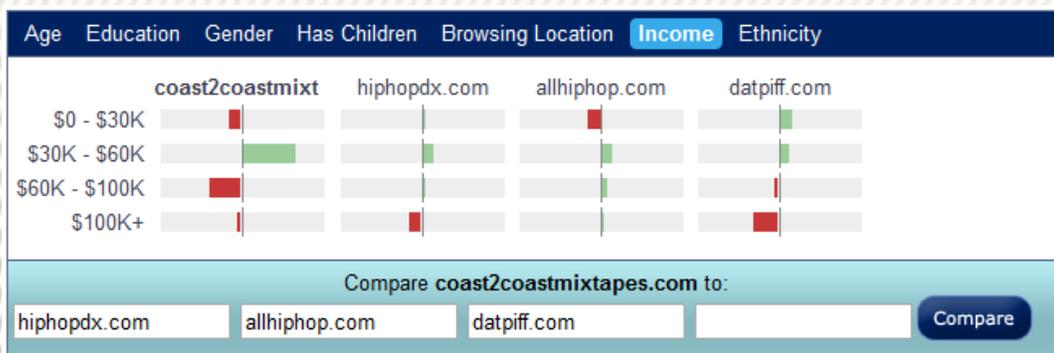 Age Education Gender Has Children Browsing Location Income Ethnicity
coast2coastmixt hiphopdx.com allhiphop.com datpiff.com
$0 - $30K
$30K - $60K
$60K - $100K
$100K+
Compare coast2coastmixtapes.com to:
hiphopdx.com allhiphop.com datpiff.com Compare